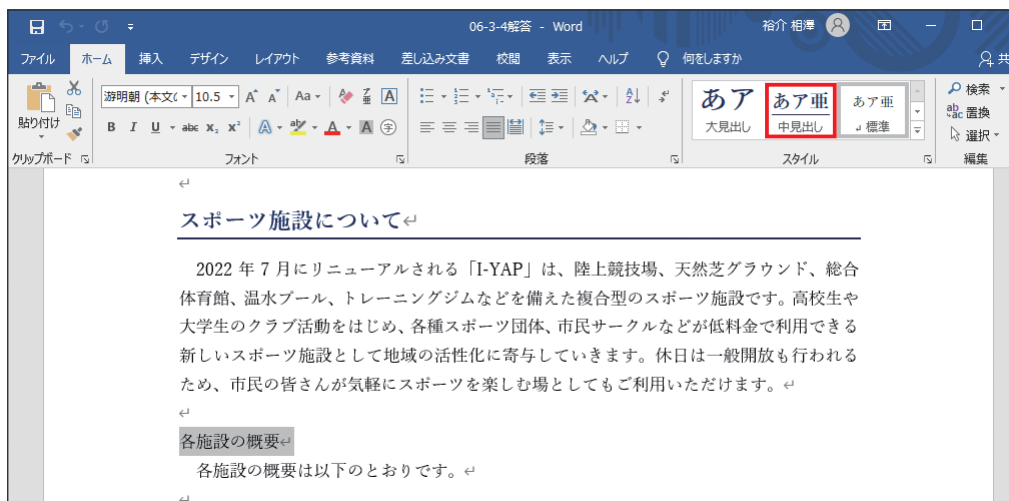 06-3-4解答 - Word
裕介 相澤
ファイル ホーム 挿入 デザイン レイアウト 参考資料 差し込み文書 校閲 表示 ヘルプ 何をしますか 共
貼り付け
游明朝 (本文( 10.5 A A Aa ア亜 A
B I U abc x₂ x² A aby A A 字
あア 大見出し
あア亜 中見出し
あア亜 ↲標準
検索
置換
選択
クリップボード フォント 段落 スタイル 編集
↵
スポーツ施設について↵
2022 年 7 月にリニューアルされる「I-YAP」は、陸上競技場、天然芝グラウンド、総合
体育館、温水プール、トレーニングジムなどを備えた複合型のスポーツ施設です。高校生や
大学生のクラブ活動をはじめ、各種スポーツ団体、市民サークルなどが低料金で利用できる
新しいスポーツ施設として地域の活性化に寄与していきます。休日は一般開放も行われる
ため、市民の皆さんが気軽にスポーツを楽しむ場としてもご利用いただけます。↵
↵
各施設の概要↵
各施設の概要は以下のとおりです。↵